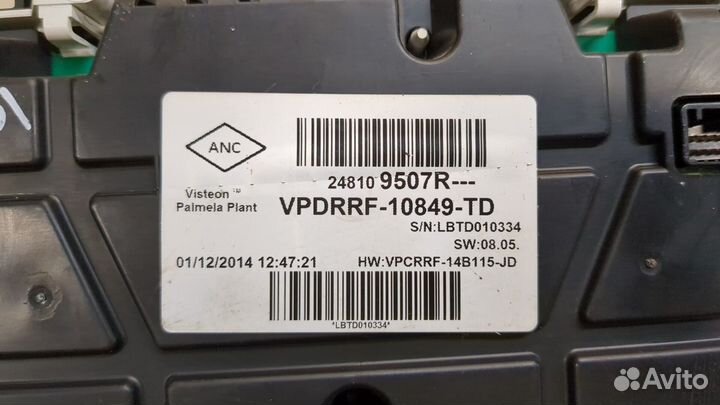 ANC
24810 9507R---
Visteon™
Palmela Plant
VPDRRF-10849-TD
S/N:LBTD010334
SW:08.05.
01/12/2014 12:47:21
HW:VPCRRF-14B115-JD
*LBTD010334*
Avito